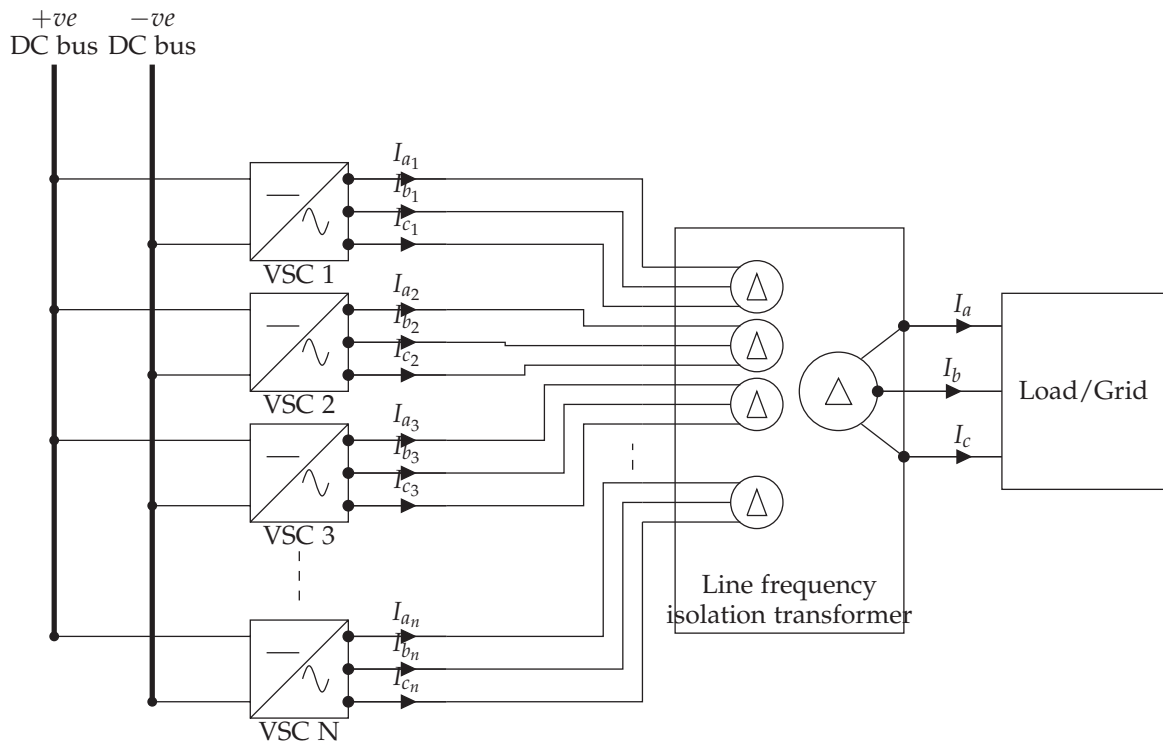 +ve −ve
DC bus DC bus
I_{a_1}
I_{b_1}
I_{c_1}
VSC 1
I_{a_2}
I_{b_2}
I_{c_2}
VSC 2
I_{a_3}
I_{b_3}
I_{c_3}
VSC 3
I_{a_n}
I_{b_n}
I_{c_n}
VSC N
Δ
Δ
Δ
Δ
Δ
Line frequency
isolation transformer
I_a
I_b
I_c
Load/Grid